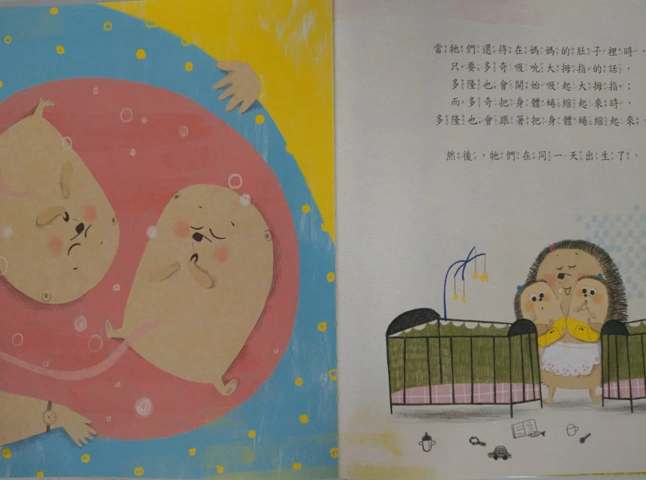 當牠們還待在媽媽的肚子裡時，
只要多奇吸吮大拇指的話，
多隆也會開始吸起大拇指；
而多奇把身體蜷縮起來時，
多隆也會跟著把身體蜷縮起來。
然後，牠們在同一天出生了。